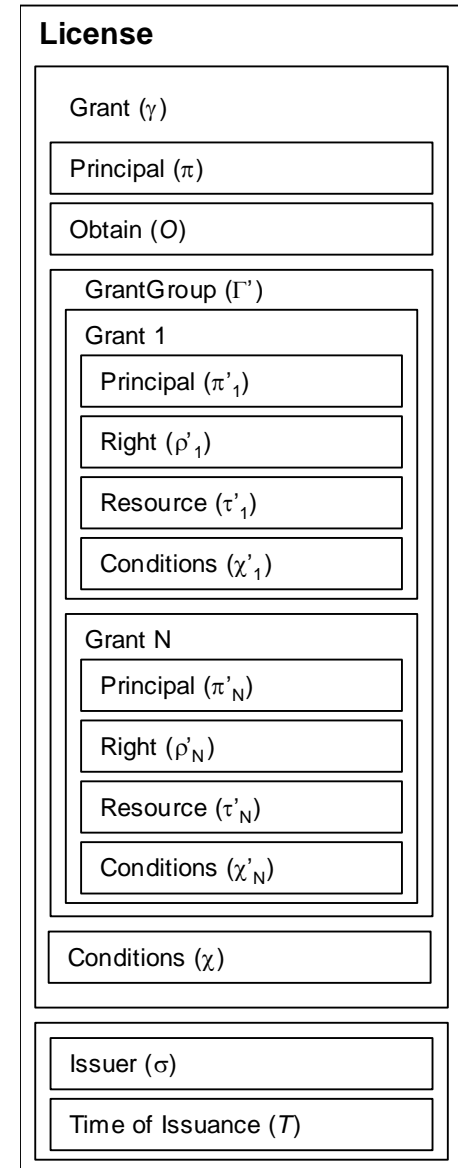 License
Grant (γ)
Principal (π)
Obtain (O)
GrantGroup (Γ’)
Grant 1
Principal (π’₁)
Right (ρ’₁)
Resource (τ’₁)
Conditions (χ’₁)
Grant N
Principal (π’N)
Right (ρ’N)
Resource (τ’N)
Conditions (χ’N)
Conditions (χ)
Issuer (σ)
Time of Issuance (T)